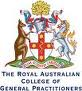 THE ROYAL AUSTRALIAN
COLLEGE OF
GENERAL PRACTITIONERS